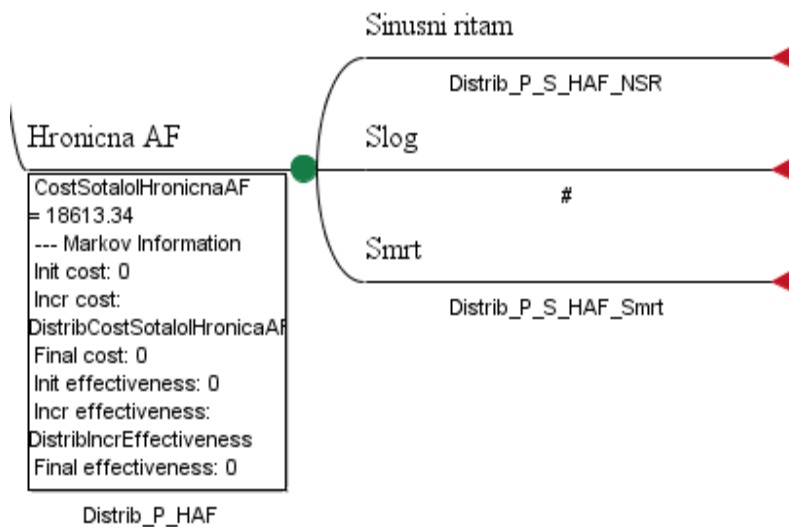 Sinusni ritam
Distrib_P_S_HAF_NSR
Hronicna AF
Slog
CostSotalolHronicnaAF
= 18613.34
--- Markov Information
Init cost: 0
Incr cost:
DistribCostSotalolHronicaAF
Final cost: 0
Init effectiveness: 0
Incr effectiveness:
DistribIncrEffectiveness
Final effectiveness: 0
#
Smrt
Distrib_P_S_HAF_Smrt
Distrib_P_HAF